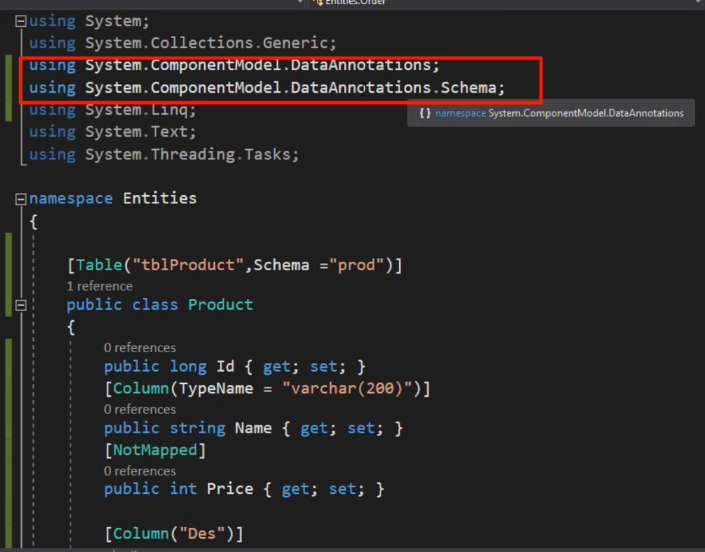 Entities.Order
using System;
using System.Collections.Generic;
using System.ComponentModel.DataAnnotations;
using System.ComponentModel.DataAnnotations.Schema;
{ } namespace System.ComponentModel.DataAnnotations
using System.Linq;
using System.Text;
using System.Threading.Tasks;
namespace Entities
{
[Table("tblProduct",Schema ="prod")]
1 reference
public class Product
{
0 references
public long Id { get; set; }
[Column(TypeName = "varchar(200)")]
0 references
public string Name { get; set; }
[NotMapped]
0 references
public int Price { get; set; }
[Column("Des")]